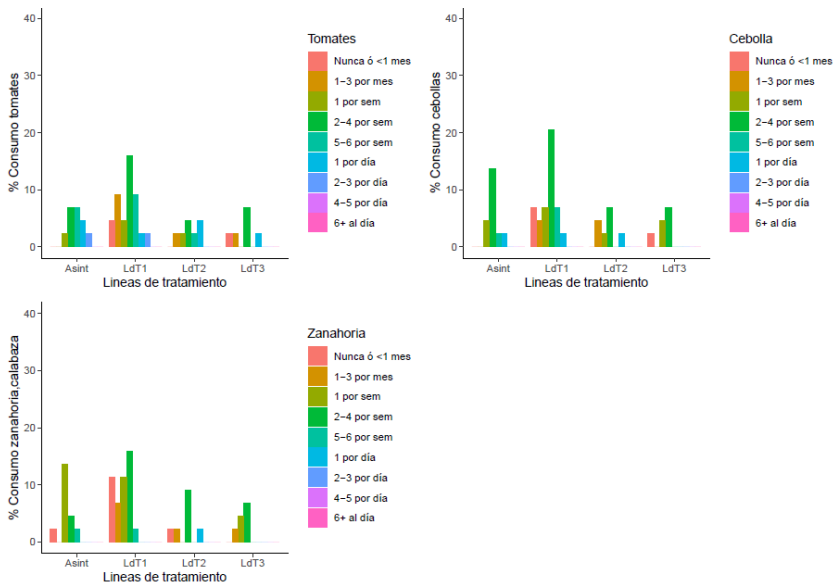 % Consumo tomates
40
30
20
10
0
Asint LdT1 LdT2 LdT3
Lineas de tratamiento
Tomates
Nunca ó <1 mes
1−3 por mes
1 por sem
2−4 por sem
5−6 por sem
1 por día
2−3 por día
4−5 por día
6+ al día
% Consumo cebollas
40
30
20
10
0
Asint LdT1 LdT2 LdT3
Lineas de tratamiento
Cebolla
Nunca ó <1 mes
1−3 por mes
1 por sem
2−4 por sem
5−6 por sem
1 por día
2−3 por día
4−5 por día
6+ al día
% Consumo zanahoria,calabaza
40
30
20
10
0
Asint LdT1 LdT2 LdT3
Lineas de tratamiento
Zanahoria
Nunca ó <1 mes
1−3 por mes
1 por sem
2−4 por sem
5−6 por sem
1 por día
2−3 por día
4−5 por día
6+ al día